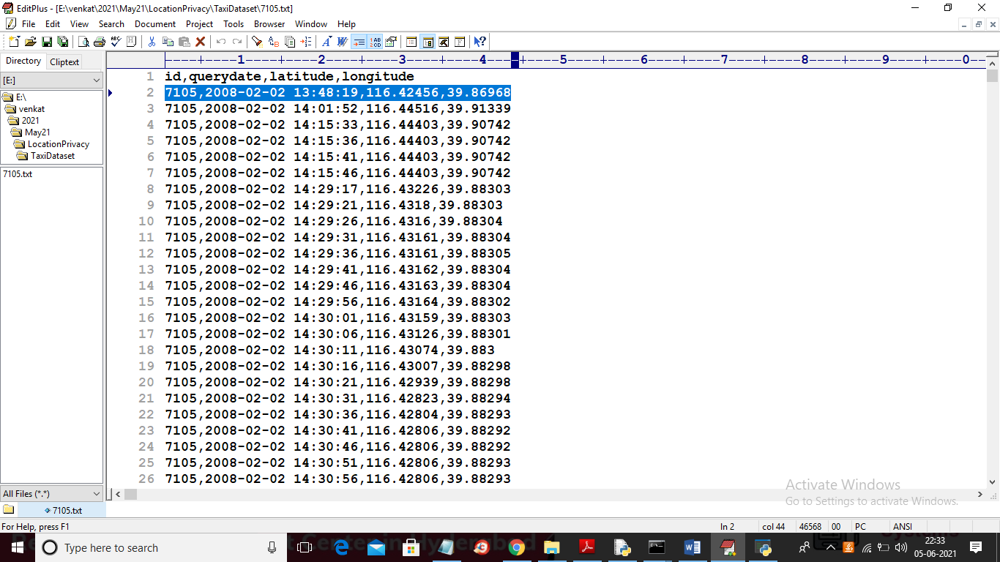 EditPlus - [E:\venkat\2021\May21\LocationPrivacy\TaxiDataset\7105.txt]
File Edit View Search Document Project Tools Browser Window Help
Directory Cliptext
----+----1----+----2----+----3----+----4----+----5----+----6----+----7----+----8----+----9----+----0--
[E:]
E:\
venkat
2021
May21
LocationPrivacy
TaxiDataset
7105.txt
1 id,querydate,latitude,longitude
2 7105,2008-02-02 13:48:19,116.42456,39.86968
3 7105,2008-02-02 14:01:52,116.44516,39.91339
4 7105,2008-02-02 14:15:33,116.44403,39.90742
5 7105,2008-02-02 14:15:36,116.44403,39.90742
6 7105,2008-02-02 14:15:41,116.44403,39.90742
7 7105,2008-02-02 14:15:46,116.44403,39.90742
8 7105,2008-02-02 14:29:17,116.43226,39.88303
9 7105,2008-02-02 14:29:21,116.4318,39.88303
10 7105,2008-02-02 14:29:26,116.4316,39.88304
11 7105,2008-02-02 14:29:31,116.43161,39.88304
12 7105,2008-02-02 14:29:36,116.43161,39.88305
13 7105,2008-02-02 14:29:41,116.43162,39.88304
14 7105,2008-02-02 14:29:46,116.43163,39.88304
15 7105,2008-02-02 14:29:56,116.43164,39.88302
16 7105,2008-02-02 14:30:01,116.43159,39.88303
17 7105,2008-02-02 14:30:06,116.43126,39.88301
18 7105,2008-02-02 14:30:11,116.43074,39.883
19 7105,2008-02-02 14:30:16,116.43007,39.88298
20 7105,2008-02-02 14:30:21,116.42939,39.88298
21 7105,2008-02-02 14:30:31,116.42823,39.88294
22 7105,2008-02-02 14:30:36,116.42804,39.88293
23 7105,2008-02-02 14:30:41,116.42806,39.88292
24 7105,2008-02-02 14:30:46,116.42806,39.88292
25 7105,2008-02-02 14:30:51,116.42806,39.88293
26 7105,2008-02-02 14:30:56,116.42806,39.88293
Activate Windows
Go to Settings to activate Windows.
All Files (*.*)
7105.txt
For Help, press F1 ln 2 col 44 46568 00 PC ANSI
Type here to search
22:33
05-06-2021